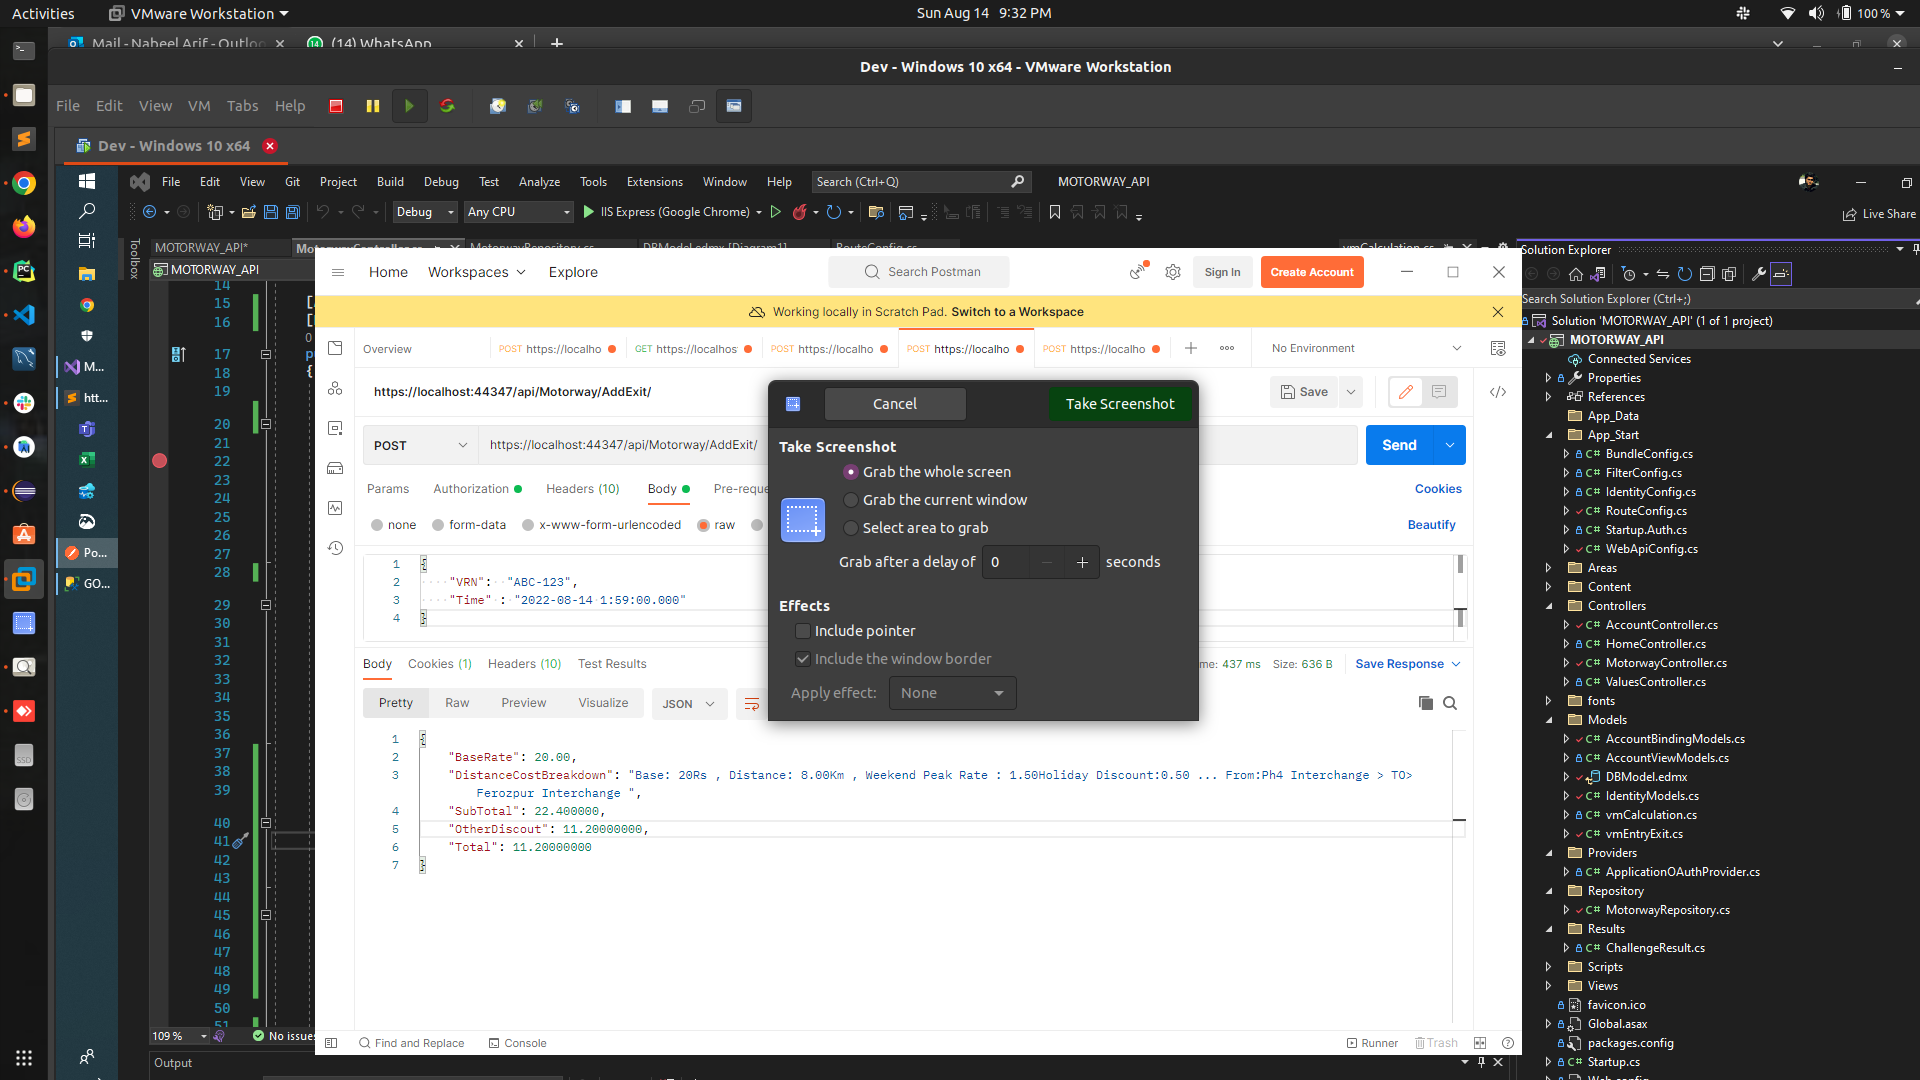 Activities
VMware Workstation
Sun Aug 14 9:32 PM
100 %
Mail - Nabeel Arif - Outloo
(14) WhatsApp
Dev - Windows 10 x64 - VMware Workstation
File Edit View VM Tabs Help
Dev - Windows 10 x64
File Edit View Git Project Build Debug Test Analyze Tools Extensions Window Help
Search (Ctrl+Q)
MOTORWAY_API
Debug
Any CPU
IIS Express (Google Chrome)
Live Share
Toolbox
MOTORWAY_API*
MotorwayController.cs
MotorwayRepository.cs
DBModel.edmx [Diagram1]
RouteConfig.cs
vmCalculation.cs
MOTORWAY_API
14
15
16
17
18
19
20
21
22
23
24
25
26
27
28
29
30
31
32
33
34
35
36
37
38
39
40
41
42
43
44
45
46
47
48
49
50
51
109 %
No issues
Output
M...
htt...
Po...
GO...
SSD
Home
Workspaces
Explore
Search Postman
Sign In
Create Account
Working locally in Scratch Pad. Switch to a Workspace
Overview
POST https://localho
GET https://localhos
POST https://localho
POST https://localho
POST https://localho
No Environment
https://localhost:44347/api/Motorway/AddExit/
Save
POST
https://localhost:44347/api/Motorway/AddExit/
Send
Params
Authorization
Headers (10)
Body
Pre-reque
Cookies
none
form-data
x-www-form-urlencoded
raw
Beautify
1 {
2 "VRN": "ABC-123",
3 "Time" : "2022-08-14 1:59:00.000"
4 }
Body
Cookies (1)
Headers (10)
Test Results
me: 437 ms
Size: 636 B
Save Response
Pretty
Raw
Preview
Visualize
JSON
1 {
2 "BaseRate": 20.00,
3 "DistanceCostBreakdown": "Base: 20Rs , Distance: 8.00Km , Weekend Peak Rate : 1.50Holiday Discount:0.50 ... From:Ph4 Interchange > TO>
Ferozpur Interchange ",
4 "SubTotal": 22.400000,
5 "OtherDiscout": 11.20000000,
6 "Total": 11.20000000
7 }
Find and Replace
Console
Runner
Trash
Cancel
Take Screenshot
Take Screenshot
Grab the whole screen
Grab the current window
Select area to grab
Grab after a delay of 0 seconds
Effects
Include pointer
Include the window border
Apply effect: None
Solution Explorer
Search Solution Explorer (Ctrl+;)
Solution 'MOTORWAY_API' (1 of 1 project)
MOTORWAY_API
Connected Services
Properties
References
App_Data
App_Start
C# BundleConfig.cs
C# FilterConfig.cs
C# IdentityConfig.cs
C# RouteConfig.cs
C# Startup.Auth.cs
C# WebApiConfig.cs
Areas
Content
Controllers
C# AccountController.cs
C# HomeController.cs
C# MotorwayController.cs
C# ValuesController.cs
fonts
Models
C# AccountBindingModels.cs
C# AccountViewModels.cs
DBModel.edmx
C# IdentityModels.cs
C# vmCalculation.cs
C# vmEntryExit.cs
Providers
C# ApplicationOAuthProvider.cs
Repository
C# MotorwayRepository.cs
Results
C# ChallengeResult.cs
Scripts
Views
favicon.ico
Global.asax
packages.config
C# Startup.cs
Web.config